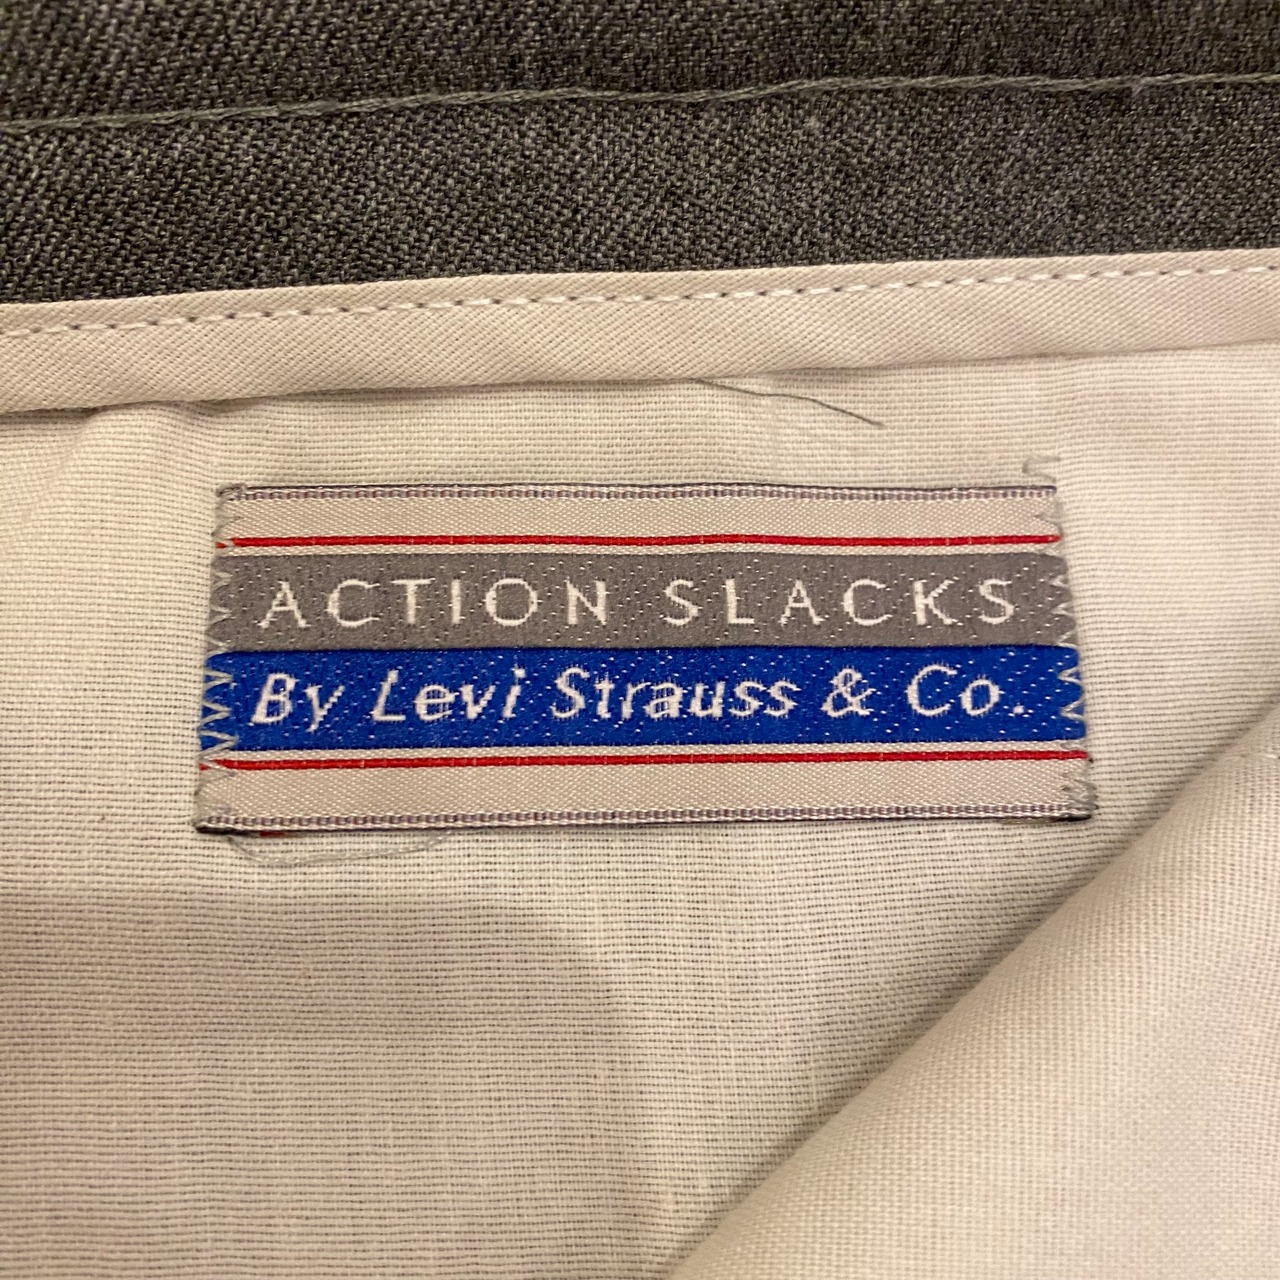 ACTION SLACKS
By Levi Strauss & Co.